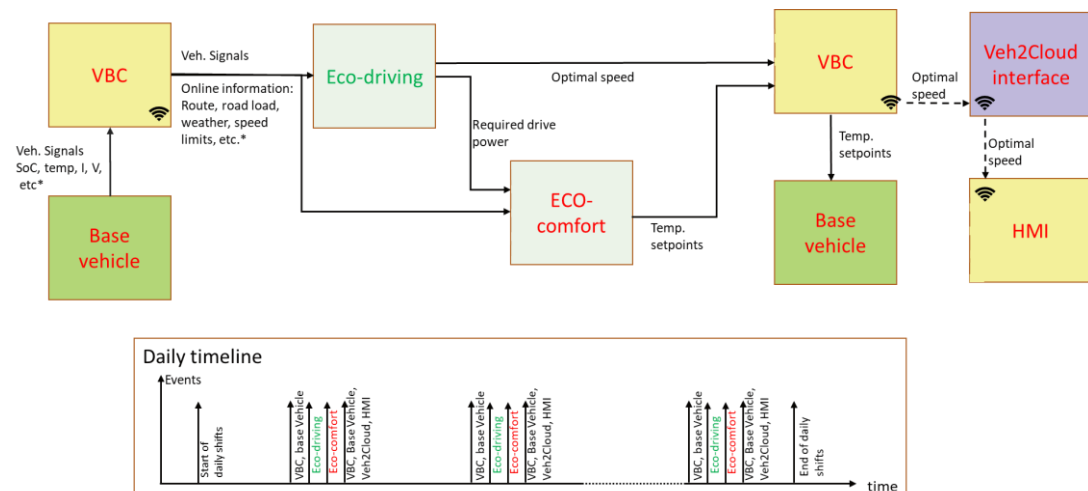 VBC
Veh. Signals
Online information:
Route, road load,
weather, speed
limits, etc.*
Veh. Signals
SoC, temp, I, V,
etc*
Base
vehicle
Eco-driving
Optimal speed
Required drive
power
ECO-
comfort
Temp.
setpoints
VBC
Temp.
setpoints
Base
vehicle
Optimal
speed
Veh2Cloud
interface
Optimal
speed
HMI
Daily timeline
Events
Start of
daily shifts
VBC, base Vehicle
Eco-driving
Eco-comfort
VBC, Base Vehicle,
Veh2Cloud, HMI
VBC, base Vehicle
Eco-driving
Eco-comfort
VBC, Base Vehicle,
Veh2Cloud, HMI
VBC, base Vehicle
Eco-driving
Eco-comfort
VBC, Base Vehicle,
Veh2Cloud, HMI
End of daily
shifts
time